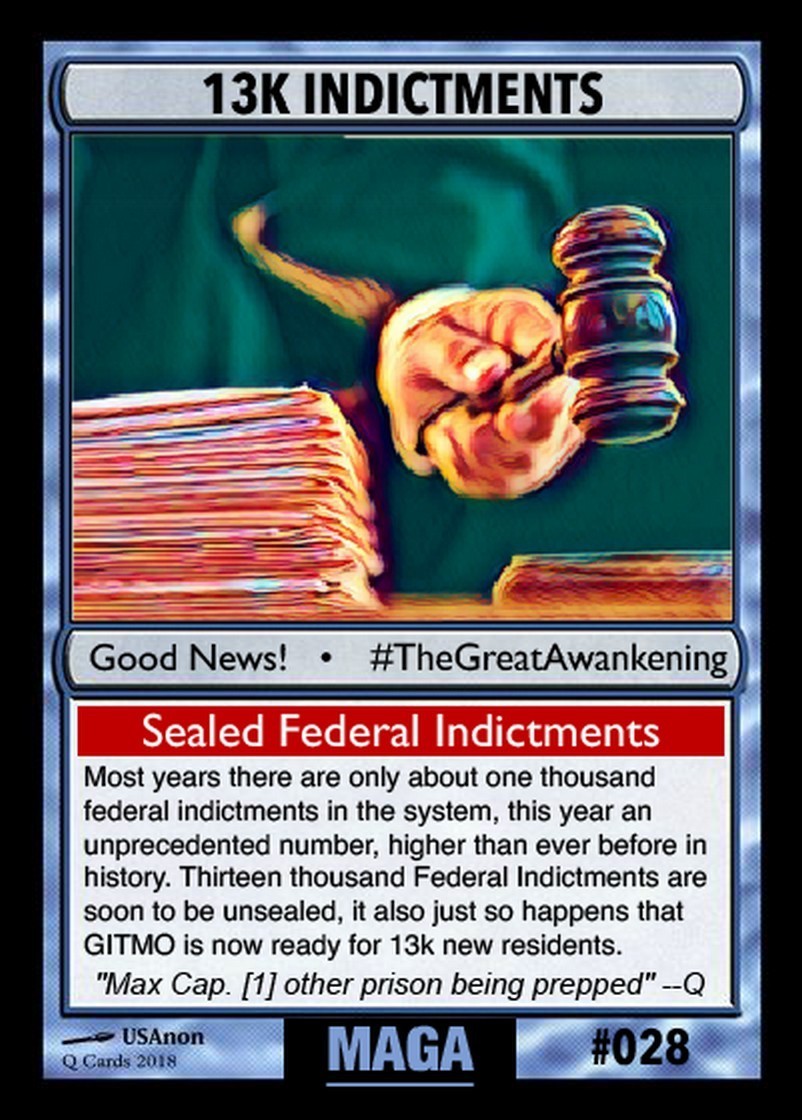 13K INDICTMENTS
Good News! • #TheGreatAwankening
Sealed Federal Indictments
Most years there are only about one thousand
federal indictments in the system, this year an
unprecedented number, higher than ever before in
history. Thirteen thousand Federal Indictments are
soon to be unsealed, it also just so happens that
GITMO is now ready for 13k new residents.
"Max Cap. [1] other prison being prepped" --Q
USAnon
Q Cards 2018
MAGA
#028